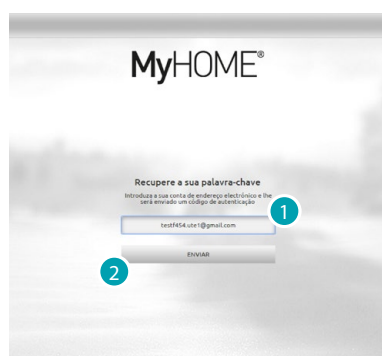 MyHOME®
Recupere a sua palavra-chave
Introduza a sua conta de endereço electrónico e lhe
será enviado um código de autenticação
1
testf454.ute1@gmail.com
ENVIAR
2